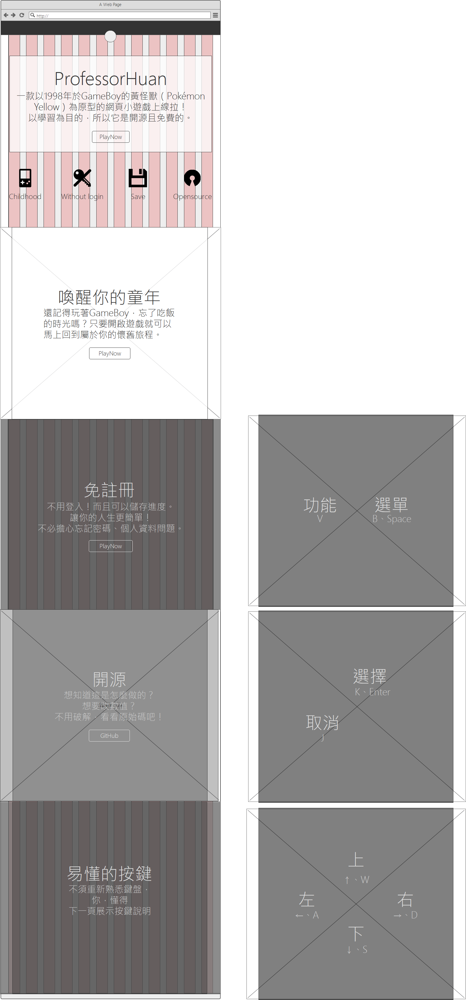 A Web Page
http://
ProfessorHuan
一款以1998年於GameBoy的黃怪獸（Pokémon
Yellow）為原型的網頁小遊戲上線拉！
以學習為目的，所以它是開源且免費的。
PlayNow
Childhood
Without login
Save
Opensource
喚醒你的童年
還記得玩著GameBoy，忘了吃飯
的時光嗎？只要開啟遊戲就可以
馬上回到屬於你的懷舊旅程。
PlayNow
免註冊
不用登入！而且可以儲存進度。
讓你的人生更簡單！
不必擔心忘記密碼、個人資料問題。
PlayNow
開源
想知道這是怎麼做的？
想要改數值？
不用破解，看看原始碼吧！
GitHub
易懂的按鍵
不須重新熟悉鍵盤，
你，懂得
下一頁展示按鍵說明
功能
V
選單
B、Space
選擇
K、Enter
取消
J
上
↑、W
左
←、A
右
→、D
下
↓、S